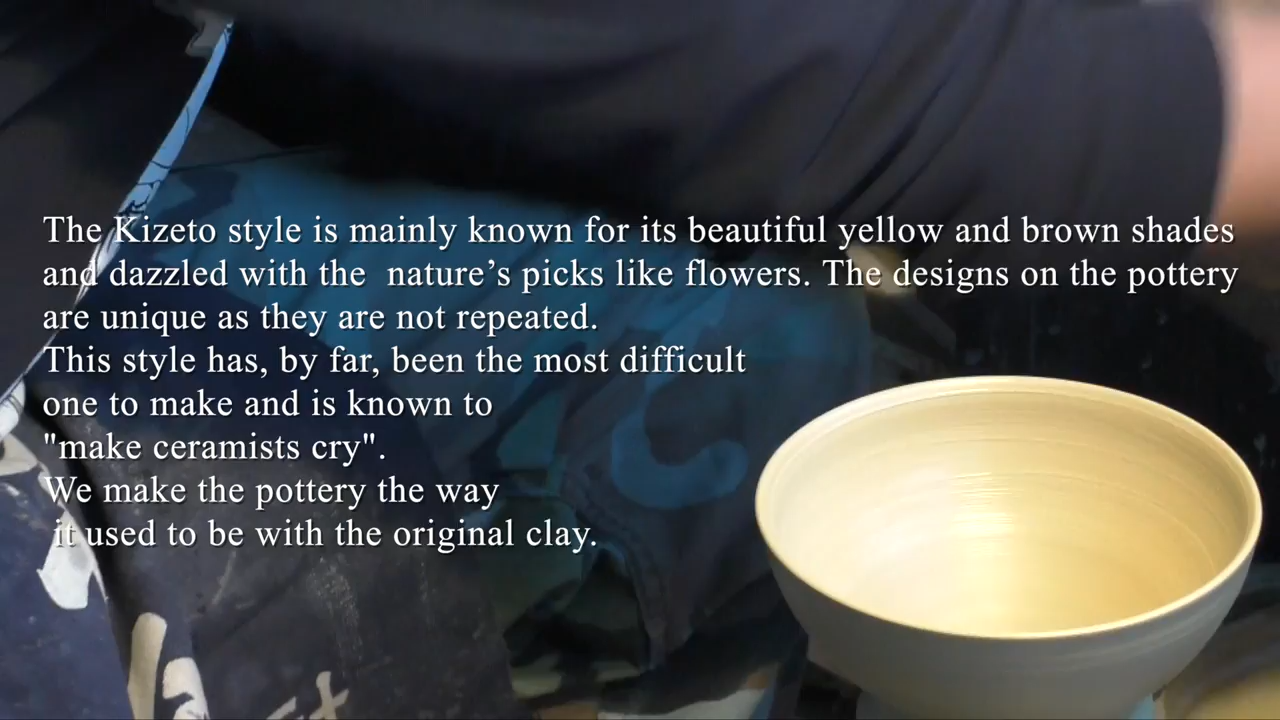 The Kizeto style is mainly known for its beautiful yellow and brown shades
and dazzled with the  nature’s picks like flowers. The designs on the pottery
are unique as they are not repeated.
This style has, by far, been the most difficult
one to make and is known to
"make ceramists cry".
We make the pottery the way
it used to be with the original clay.